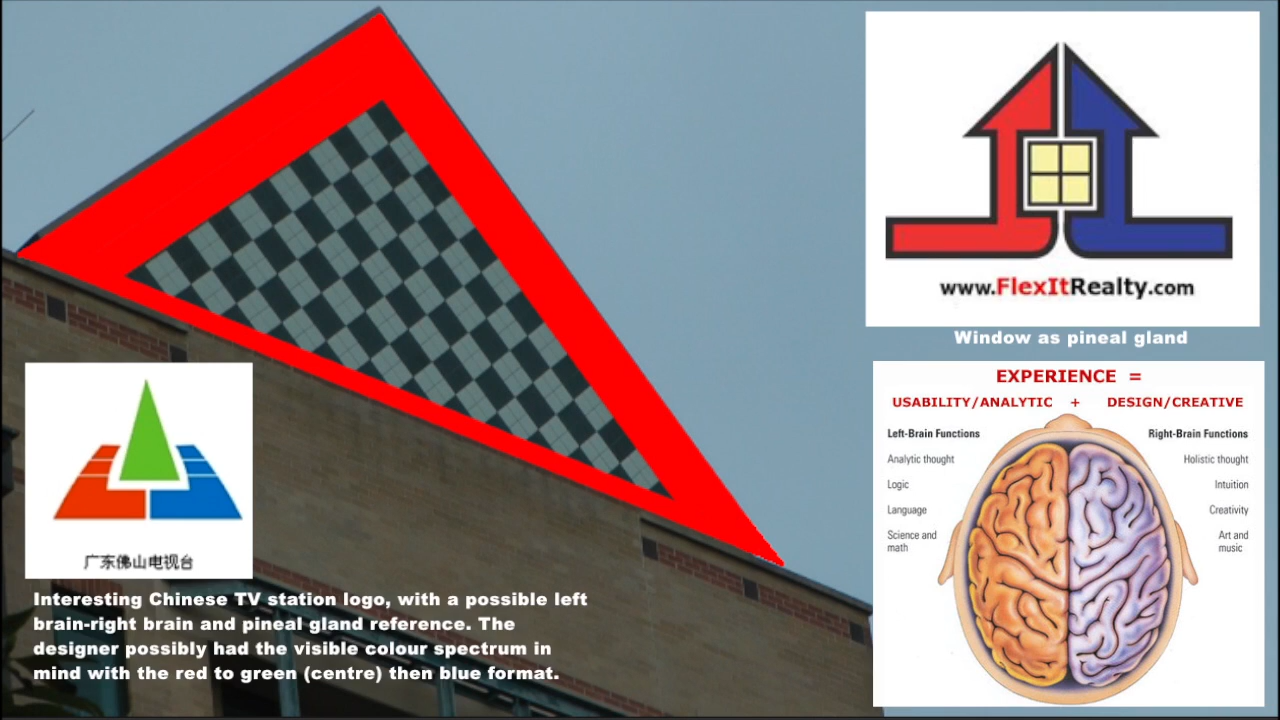 www.FlexItRealty.com
Window as pineal gland
EXPERIENCE =
USABILITY/ANALYTIC + DESIGN/CREATIVE
Left-Brain Functions
Right-Brain Functions
Analytic thought
Holistic thought
Logic
Intuition
Language
Creativity
Science and
math
Art and
music
广东佛山电视台
Interesting Chinese TV station logo, with a possible left
brain-right brain and pineal gland reference. The
designer possibly had the visible colour spectrum in
mind with the red to green (centre) then blue format.